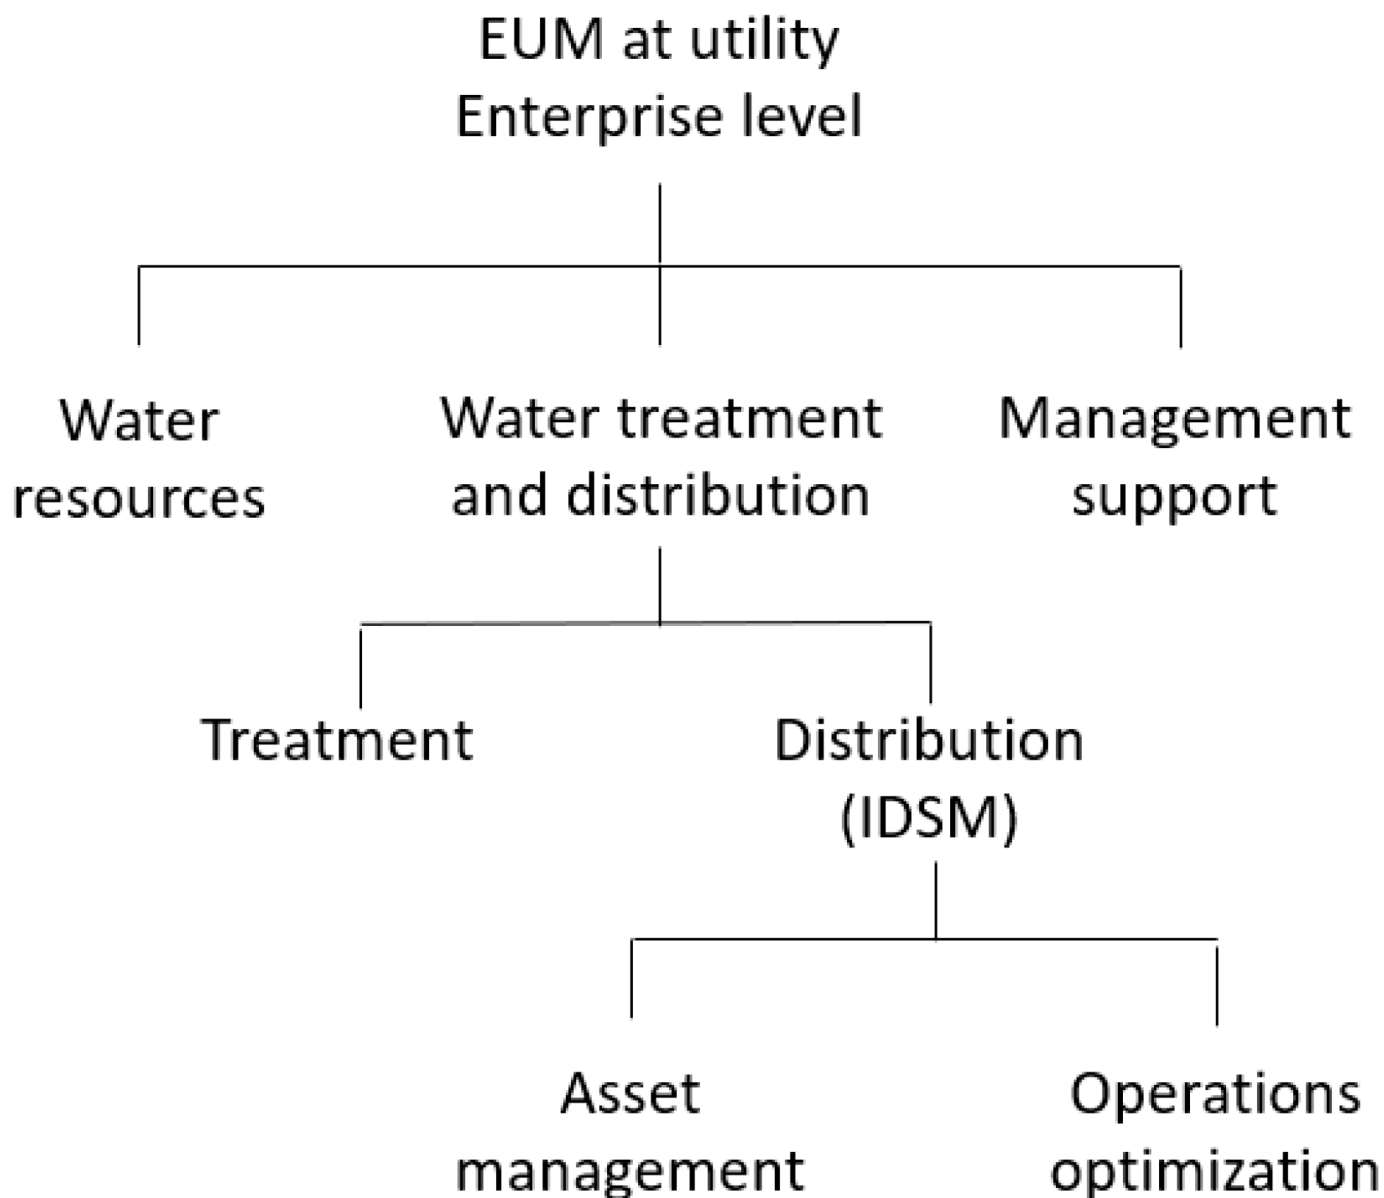 EUM at utility
Enterprise level
Water
resources
Water treatment
and distribution
Management
support
Treatment
Distribution
(IDSM)
Asset
management
Operations
optimization